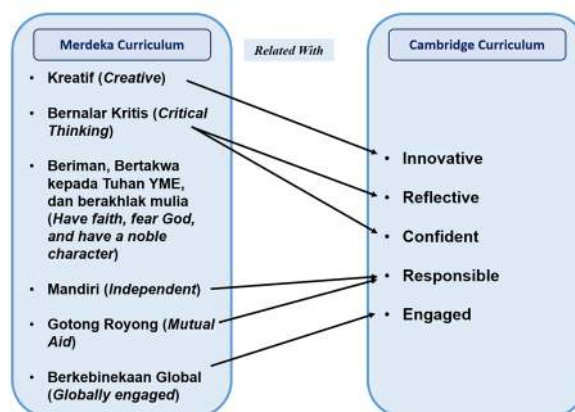 Merdeka Curriculum
• Kreatif (Creative)
• Bernalar Kritis (Critical
Thinking)
• Beriman, Bertakwa
kepada Tuhan YME,
dan berakhlak mulia
(Have faith, fear God,
and have a noble
character)
• Mandiri (Independent)
• Gotong Royong (Mutual
Aid)
• Berkebinekaan Global
(Globally engaged)
Related With
Cambridge Curriculum
• Innovative
• Reflective
• Confident
• Responsible
• Engaged